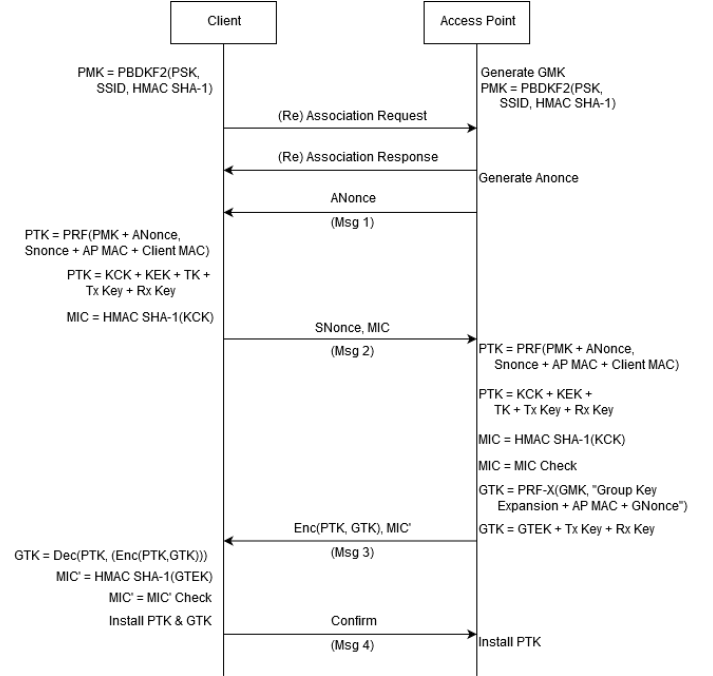 Client
Access Point
PMK = PBDKF2(PSK,
SSID, HMAC SHA-1)
Generate GMK
PMK = PBDKF2(PSK,
SSID, HMAC SHA-1)
(Re) Association Request
(Re) Association Response
Generate Anonce
ANonce
(Msg 1)
PTK = PRF(PMK + ANonce,
Snonce + AP MAC + Client MAC)
PTK = KCK + KEK + TK +
Tx Key + Rx Key
MIC = HMAC SHA-1(KCK)
SNonce, MIC
(Msg 2)
PTK = PRF(PMK + ANonce,
Snonce + AP MAC + Client MAC)
PTK = KCK + KEK +
TK + Tx Key + Rx Key
MIC = HMAC SHA-1(KCK)
MIC = MIC Check
GTK = PRF-X(GMK, "Group Key
Expansion + AP MAC + GNonce")
GTK = GTEK + Tx Key + Rx Key
Enc(PTK, GTK), MIC'
(Msg 3)
GTK = Dec(PTK, (Enc(PTK,GTK)))
MIC' = HMAC SHA-1(GTEK)
MIC' = MIC' Check
Install PTK & GTK
Confirm
(Msg 4)
Install PTK